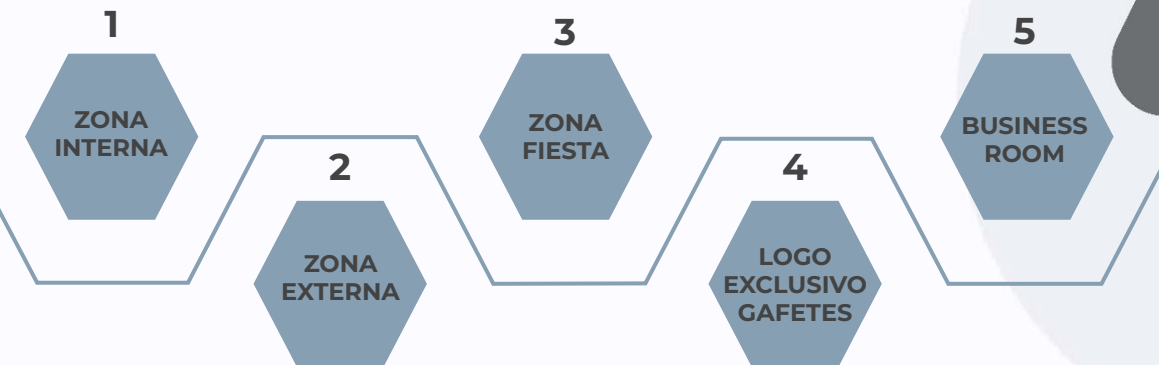 1
ZONA
INTERNA
2
ZONA
EXTERNA
3
ZONA
FIESTA
4
LOGO
EXCLUSIVO
GAFETES
5
BUSINESS
ROOM